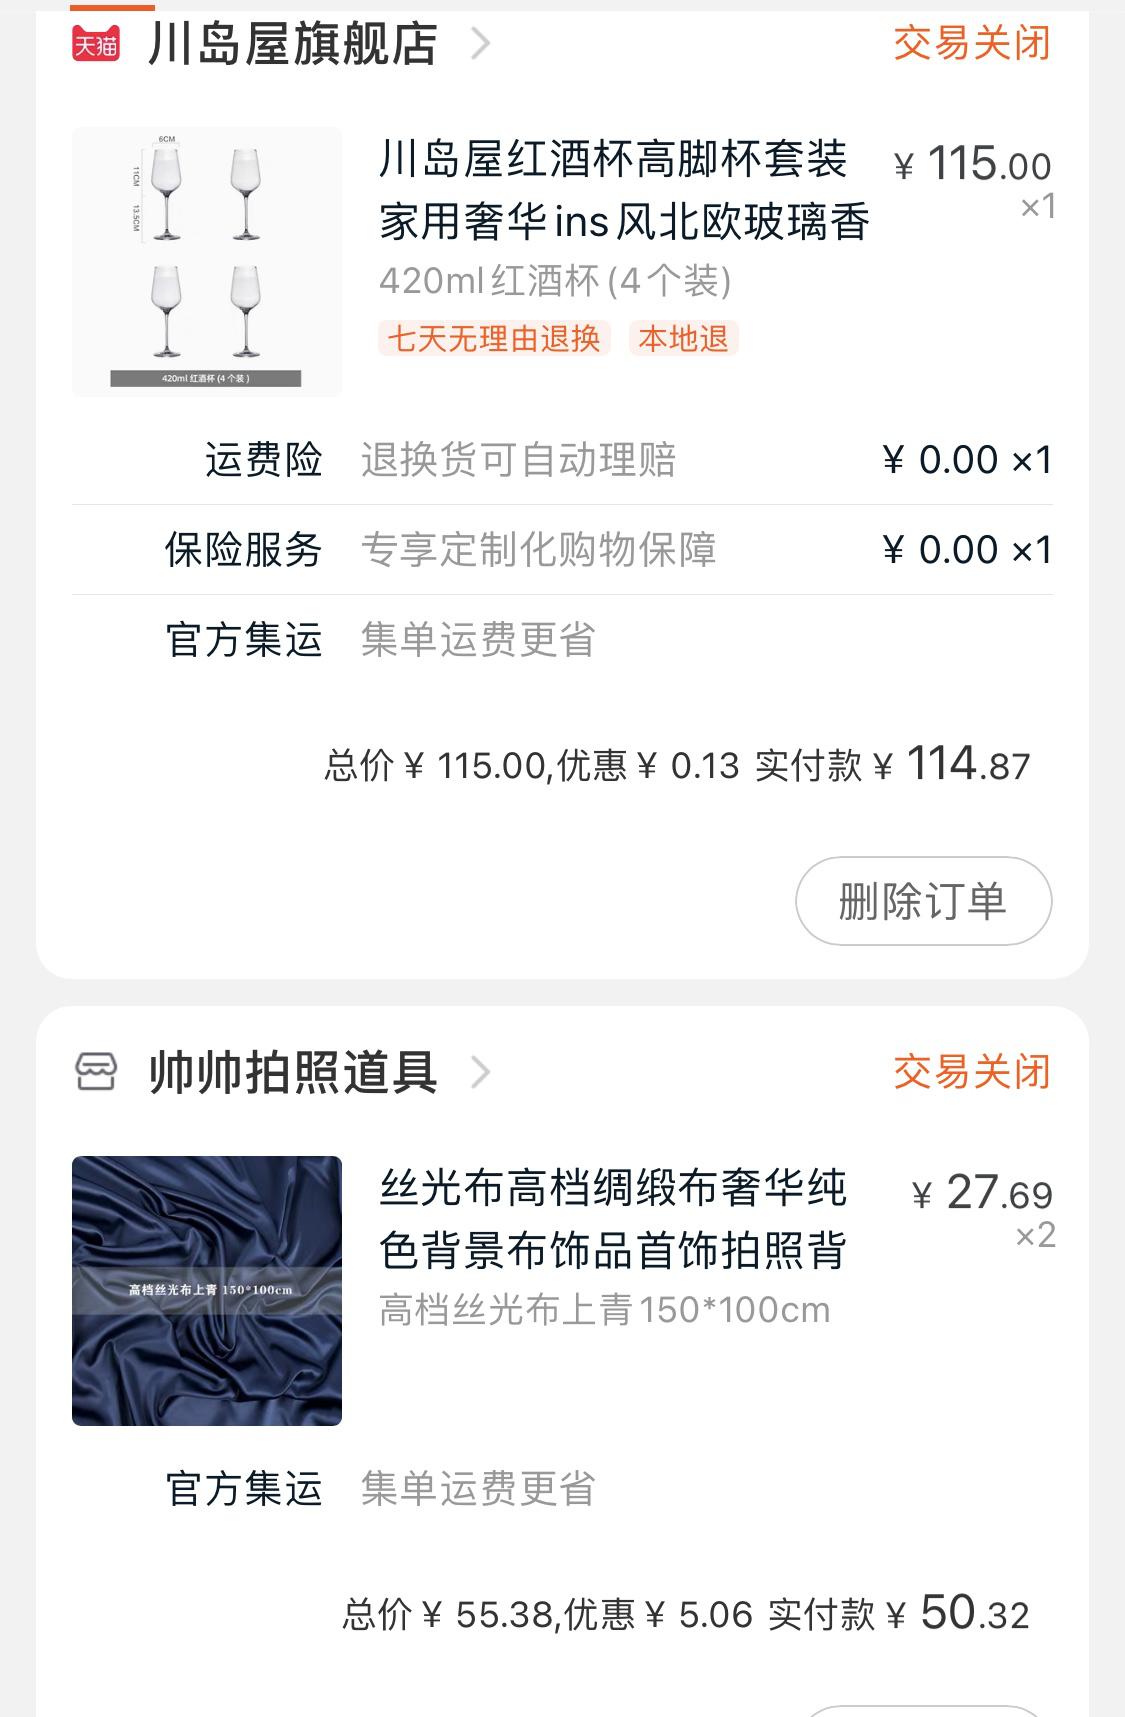 天猫 川岛屋旗舰店 交易关闭
6CM
11CM
13.5CM
420ml 红酒杯 (4 个装 )
川岛屋红酒杯高脚杯套装 ¥ 115.00
家用奢华ins风北欧玻璃香 ×1
420ml红酒杯(4个装)
七天无理由退换 本地退
运费险 退换货可自动理赔 ¥ 0.00 ×1
保险服务 专享定制化购物保障 ¥ 0.00 ×1
官方集运 集单运费更省
总价 ¥ 115.00,优惠 ¥ 0.13 实付款 ¥ 114.87
删除订单
帅帅拍照道具 交易关闭
高档丝光布上青 150*100cm
丝光布高档绸缎布奢华纯 ¥ 27.69
色背景布饰品首饰拍照背 ×2
高档丝光布上青150*100cm
官方集运 集单运费更省
总价 ¥ 55.38,优惠 ¥ 5.06 实付款 ¥ 50.32